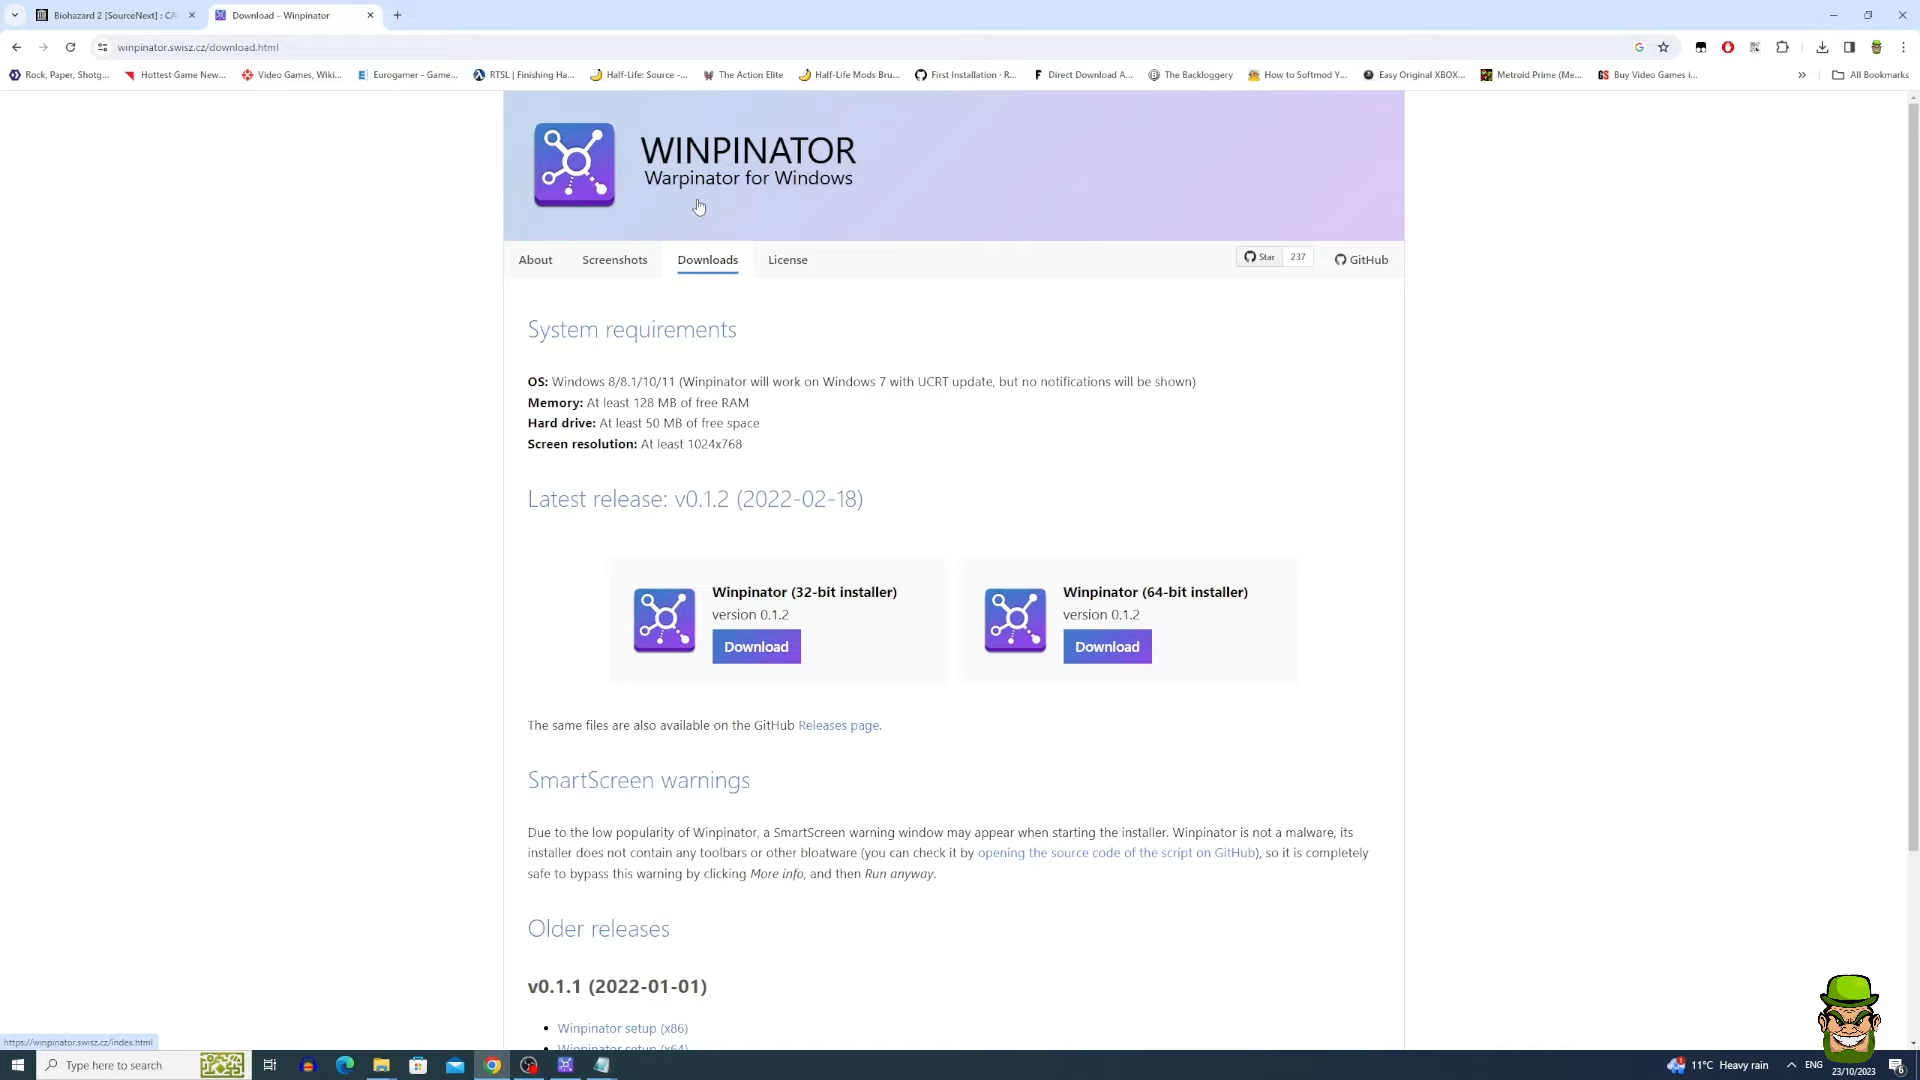 Biohazard 2 [SourceNext] : CA
Download – Winpinator
winpinator.swisz.cz/download.html
Rock, Paper, Shotg...
Hottest Game New...
Video Games, Wiki...
Eurogamer - Game...
RTSL | Finishing Ha...
Half-Life: Source -...
The Action Elite
Half-Life Mods Bru...
First Installation · R...
Direct Download A...
The Backloggery
How to Softmod Y...
Easy Original XBOX...
Metroid Prime (Me...
Buy Video Games i...
All Bookmarks
WINPINATOR
Warpinator for Windows
About
Screenshots
Downloads
License
Star
237
GitHub
System requirements
OS: Windows 8/8.1/10/11 (Winpinator will work on Windows 7 with UCRT update, but no notifications will be shown)
Memory: At least 128 MB of free RAM
Hard drive: At least 50 MB of free space
Screen resolution: At least 1024x768
Latest release: v0.1.2 (2022-02-18)
Winpinator (32-bit installer)
version 0.1.2
Download
Winpinator (64-bit installer)
version 0.1.2
Download
The same files are also available on the GitHub Releases page.
SmartScreen warnings
Due to the low popularity of Winpinator, a SmartScreen warning window may appear when starting the installer. Winpinator is not a malware, its
installer does not contain any toolbars or other bloatware (you can check it by opening the source code of the script on GitHub), so it is completely
safe to bypass this warning by clicking More info, and then Run anyway.
Older releases
v0.1.1 (2022-01-01)
Winpinator setup (x86)
Winpinator setup (x64)
https://winpinator.swisz.cz/index.html
Type here to search
11°C Heavy rain
ENG
23/10/2023
6